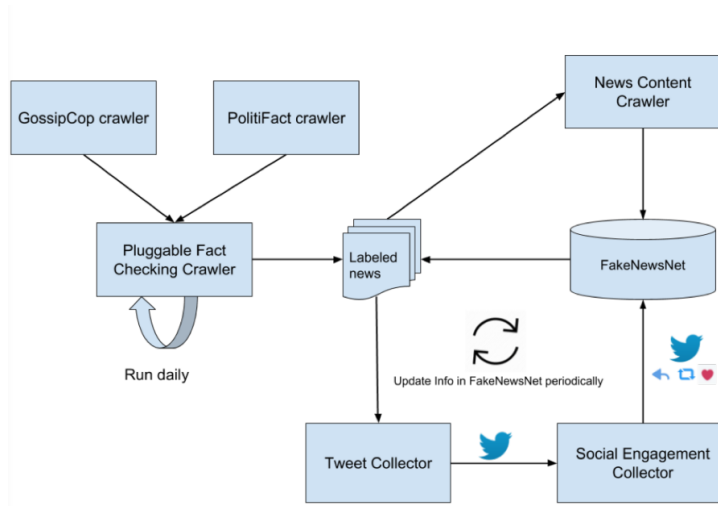 News Content
Crawler
GossipCop crawler
PolitiFact crawler
Pluggable Fact
Checking Crawler
Labeled
news
FakeNewsNet
Run daily
Update Info in FakeNewsNet periodically
Tweet Collector
Social Engagement
Collector